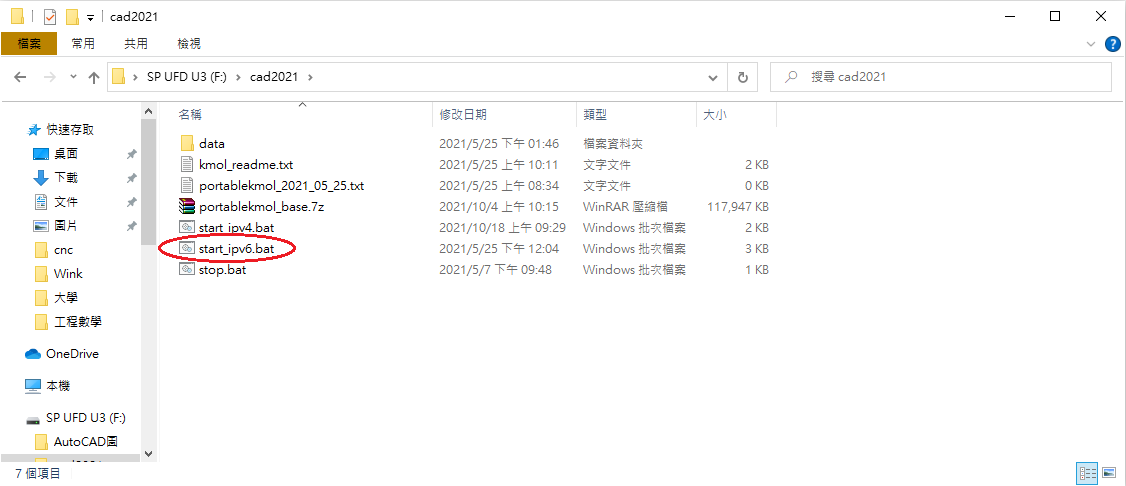 cad2021
檔案 常用 共用 檢視
SP UFD U3 (F:) cad2021 搜尋 cad2021
名稱 修改日期 類型 大小
快速存取
桌面
下載
文件
圖片
cnc
Wink
大學
工程數學
OneDrive
本機
SP UFD U3 (F:)
AutoCAD圖
data 2021/5/25 下午 01:46 檔案資料夾
kmol_readme.txt 2021/5/25 上午 10:11 文字文件 2 KB
portablekmol_2021_05_25.txt 2021/5/25 上午 08:34 文字文件 0 KB
portablekmol_base.7z 2021/10/4 上午 10:15 WinRAR 壓縮檔 117,947 KB
start_ipv4.bat 2021/10/18 上午 09:29 Windows 批次檔案 2 KB
start_ipv6.bat 2021/5/25 下午 12:04 Windows 批次檔案 3 KB
stop.bat 2021/5/7 下午 09:48 Windows 批次檔案 1 KB
7 個項目